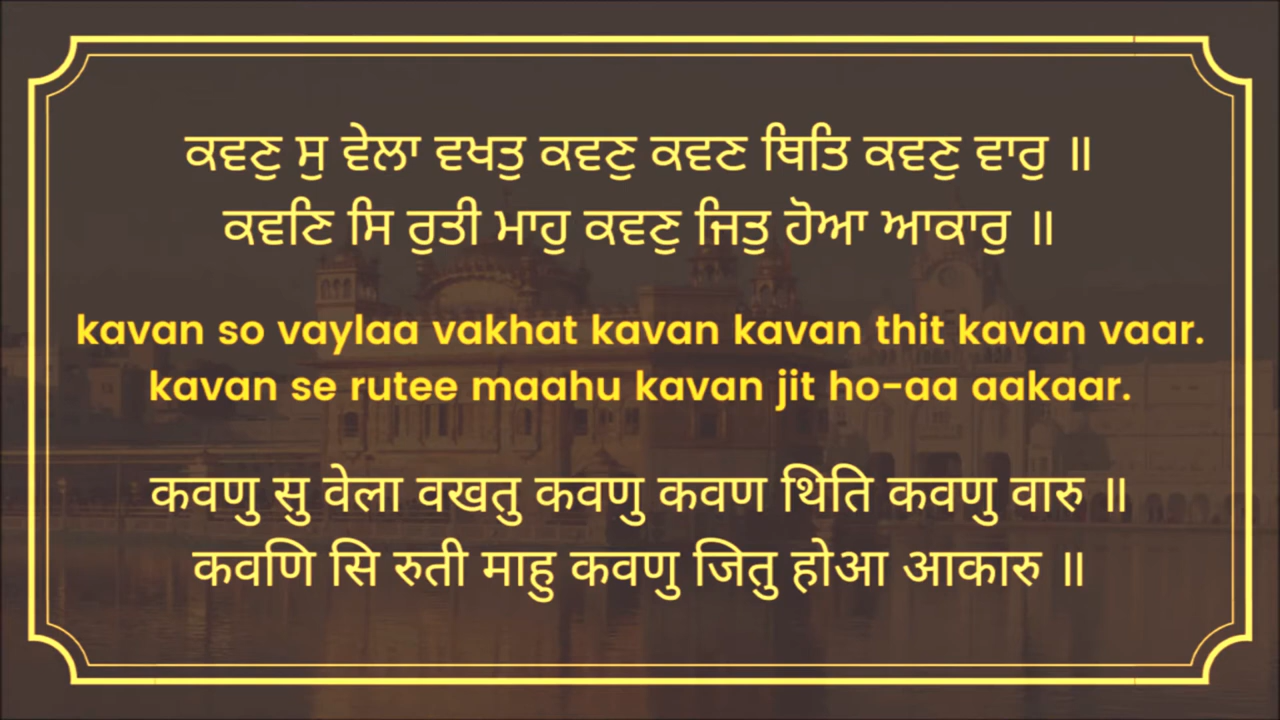 ਕਵਣੁ ਸੁ ਵੇਲਾ ਵਖਤੁ ਕਵਣੁ ਕਵਣ ਥਿਤਿ ਕਵਣੁ ਵਾਰੁ ॥
ਕਵਣਿ ਸਿ ਰੁਤੀ ਮਾਹੁ ਕਵਣੁ ਜਿਤੁ ਹੋਆ ਆਕਾਰੁ ॥
kavan so vaylaa vakhat kavan kavan thit kavan vaar.
kavan se rutee maahu kavan jit ho-aa aakaar.
कवणु सु वेला वखतु कवणु कवण थिति कवणु वारु ॥
कवणि सि रुती माहु कवणु जितु होआ आकारु ॥